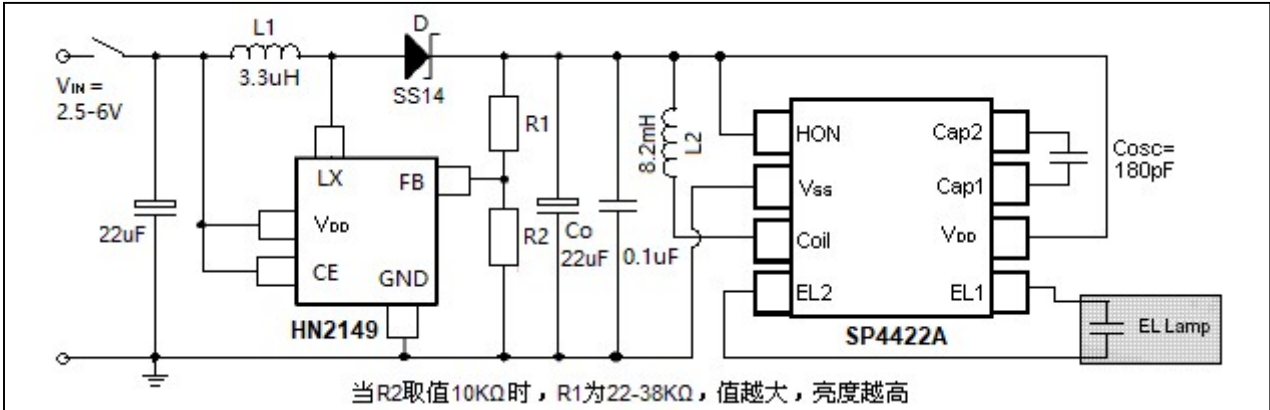 L1
3.3uH
D
SS14
VIN =
2.5-6V
22uF
LX
FB
VDD
CE
GND
HN2149
R1
R2
Co
22uF
0.1uF
8.2mH
L2
HON
Cap2
Vss
Cap1
Coil
VDD
EL2
EL1
SP4422A
Cosc=
180pF
EL Lamp
当R2取值10KΩ时，R1为22-38KΩ，值越大，亮度越高